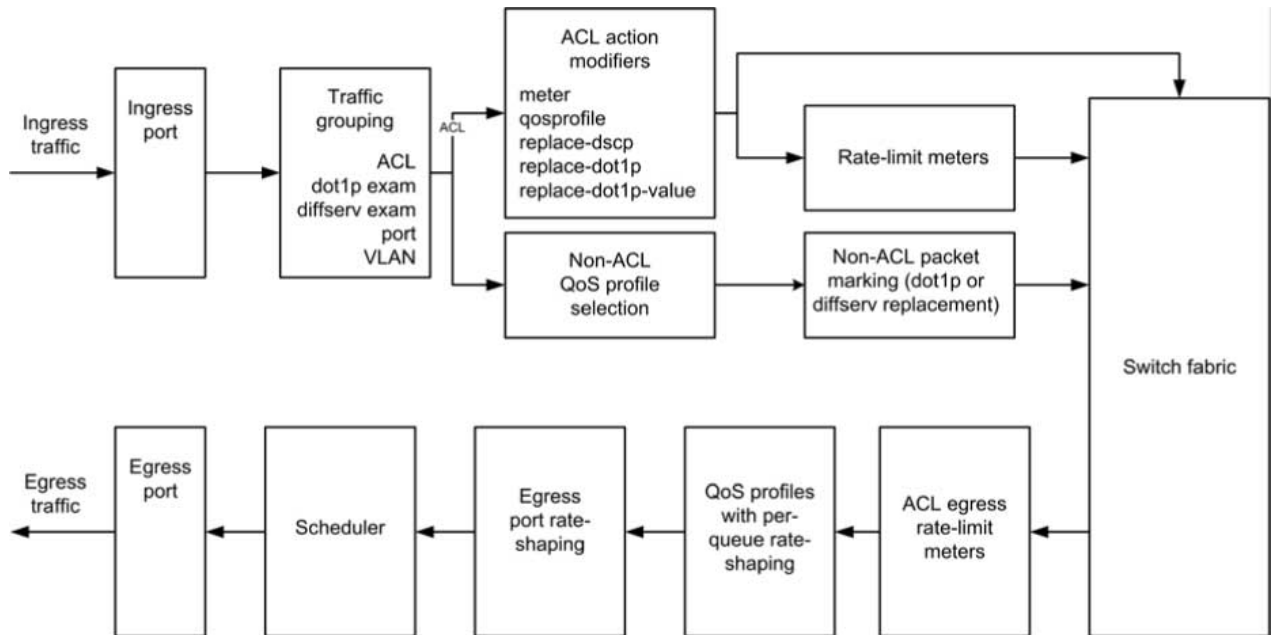 Ingress
traffic
Ingress
port
Traffic
grouping
ACL
dot1p exam
diffserv exam
port
VLAN
ACL
ACL action
modifiers
meter
qosprofile
replace-dscp
replace-dot1p
replace-dot1p-value
Rate-limit meters
Non-ACL
QoS profile
selection
Non-ACL packet
marking (dot1p or
diffserv replacement)
Switch fabric
Egress
traffic
Egress
port
Scheduler
Egress
port rate-
shaping
QoS profiles
with per-
queue rate-
shaping
ACL egress
rate-limit
meters